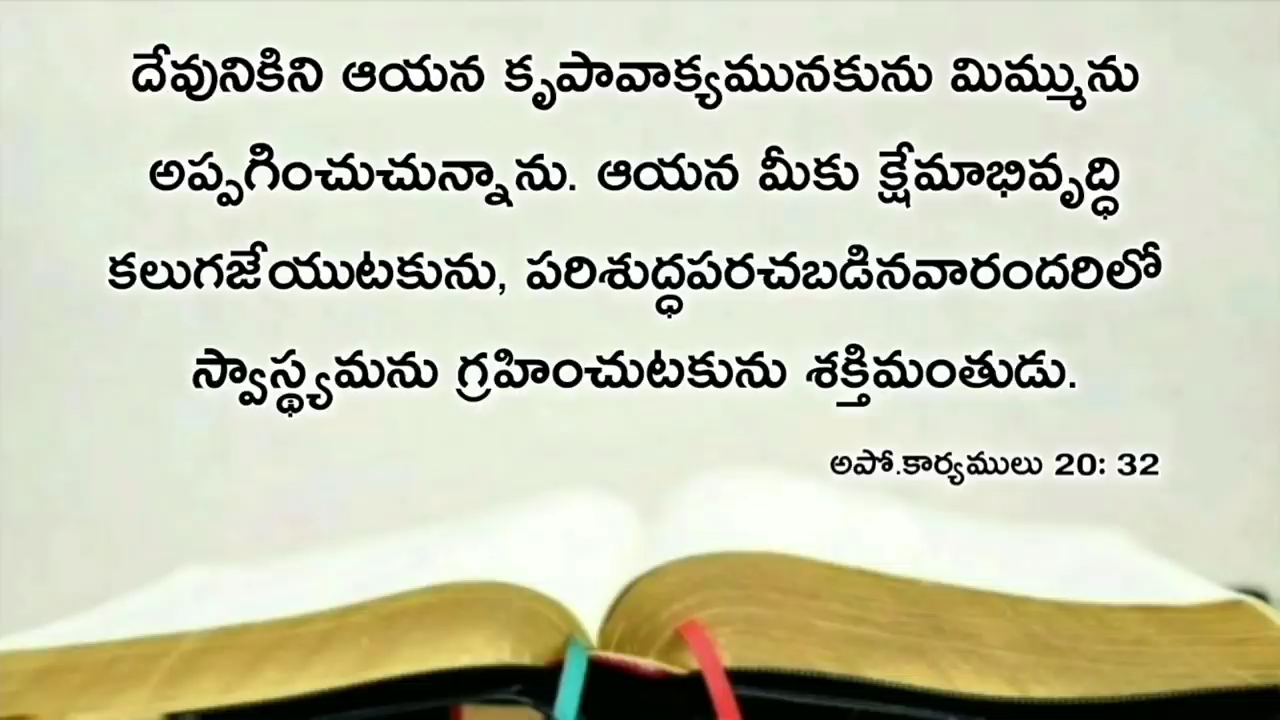 దేవునికిని ఆయన కృపావాక్యమునకును మిమ్మును
అప్పగించుచున్నాను. ఆయన మీకు క్షేమాభివృద్ధి
కలుగజేయుటకును, పరిశుద్ధపరచబడినవారందరిలో
స్వాస్థ్యమను గ్రహించుటకును శక్తిమంతుడు.
అపో.కార్యములు 20: 32